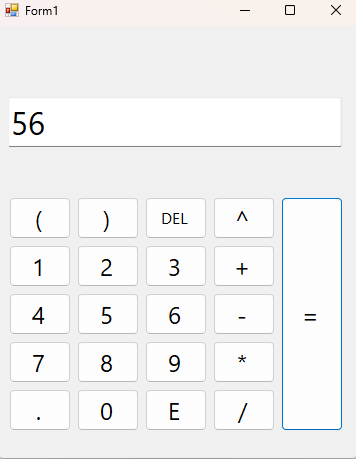 Form1
56
( ) DEL ^
1 2 3 +
4 5 6 - =
7 8 9 *
. 0 E /